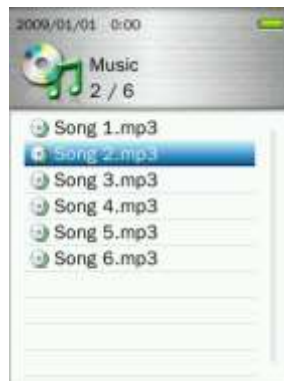 2009/01/01 0:00
Music
2 / 6
Song 1.mp3
Song 2.mp3
Song 3.mp3
Song 4.mp3
Song 5.mp3
Song 6.mp3